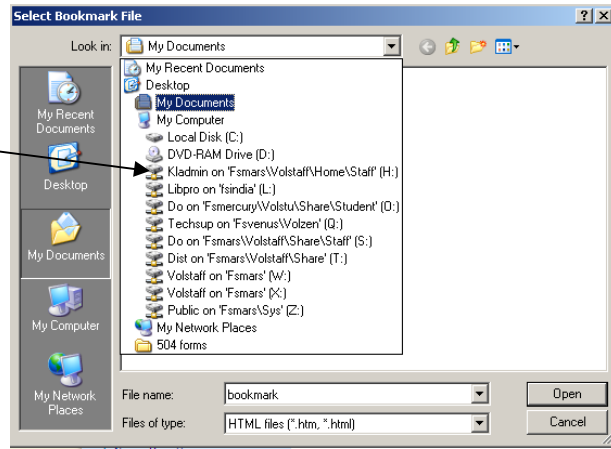 Select Bookmark File
Look in: My Documents
My Recent Documents
Desktop
My Documents
My Computer
Local Disk (C:)
DVD-RAM Drive (D:)
Kladmin on 'Fsmars\Volstaff\Home\Staff' (H:)
Libpro on 'fsindia' (L:)
Do on 'Fsmercury\Volstu\Share\Student' (O:)
Techsup on 'Fsvenus\Volzen' (Q:)
Do on 'Fsmars\Volstaff\Share\Staff' (S:)
Dist on 'Fsmars\Volstaff\Share' (T:)
Volstaff on 'Fsmars' (W:)
Volstaff on 'Fsmars' (X:)
Public on 'Fsmars\Sys' (Z:)
My Network Places
504 forms
My Recent
Documents
Desktop
My Documents
My Computer
My Network
Places
File name: bookmark Open
Files of type: HTML files (*.htm, *.html) Cancel